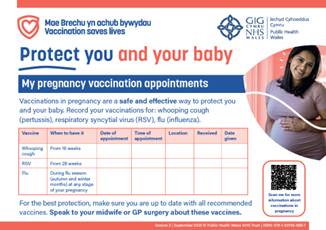 Mae Brechu yn achub bywydau
Vaccination saves lives
GIG
CYMRU
NHS
WALES
Iechyd Cyhoeddus
Cymru
Public Health
Wales
Protect you and your baby
My pregnancy vaccination appointments
Vaccinations in pregnancy are a safe and effective way to protect you
and your baby. Record your vaccinations for: whooping cough
(pertussis), respiratory syncytial virus (RSV), flu (influenza).
Vaccine When to have it Date of appointment Time of appointment Location Received Date given
Whooping cough From 16 weeks
RSV From 28 weeks
Flu During flu season (autumn and winter months) at any stage of your pregnancy
Scan me for more
information about
vaccinations in
pregnancy
For the best protection, make sure you are up to date with all recommended
vaccines. Speak to your midwife or GP surgery about these vaccines.